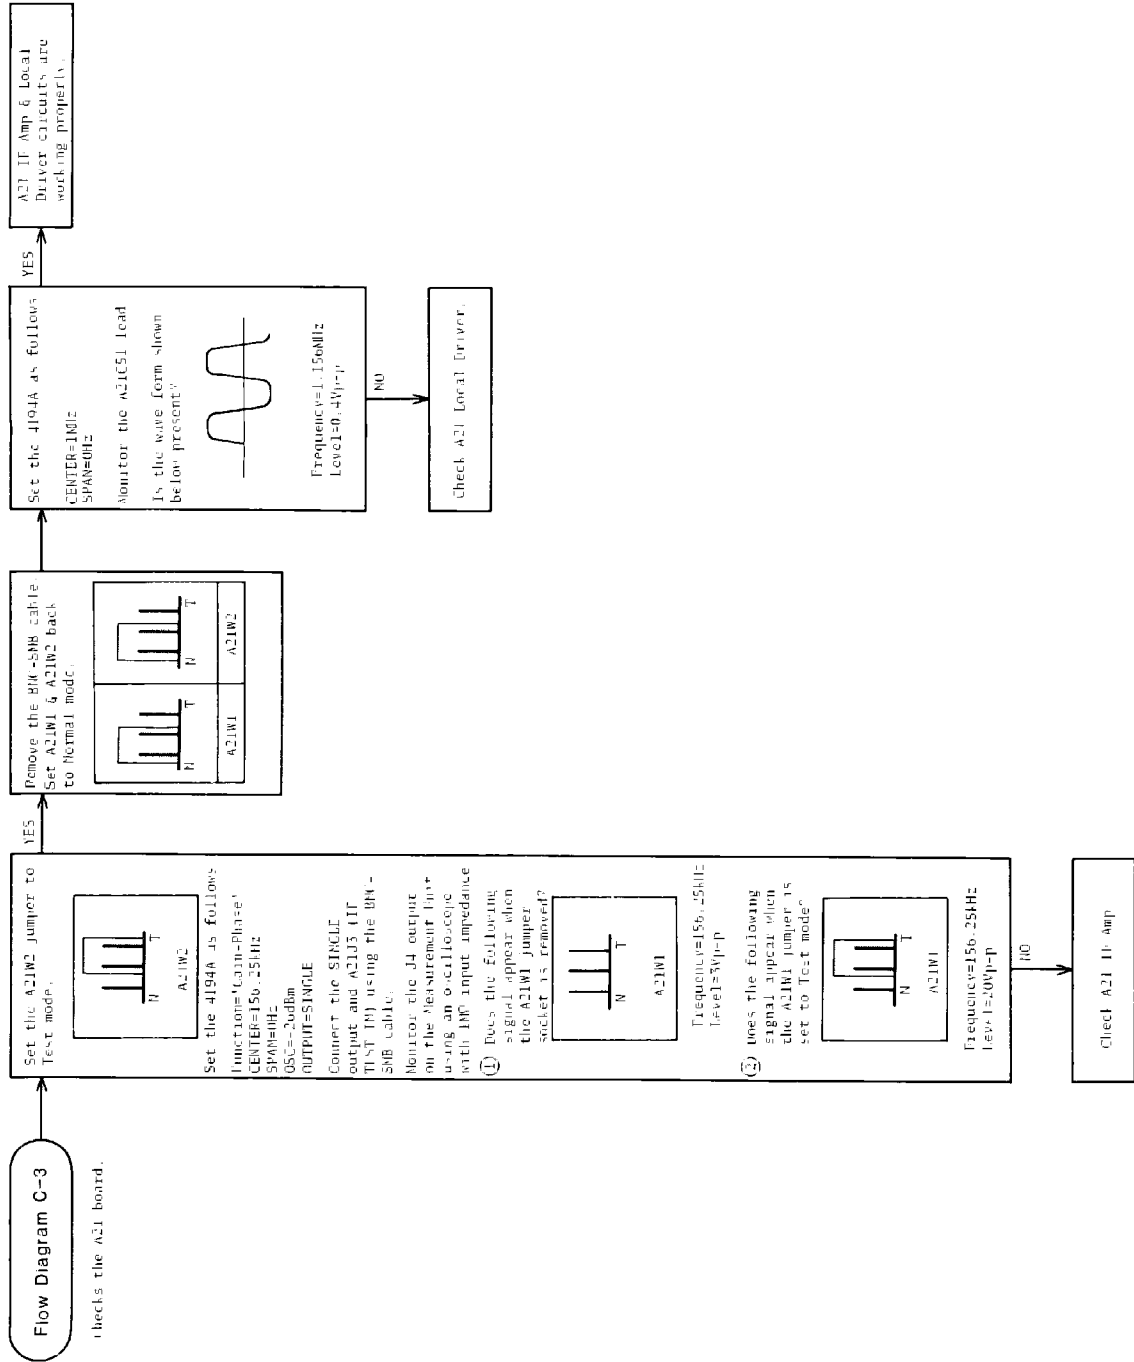 Flow Diagram C-3
Checks the A21 board.
Set the A21W2 jumper to
Test mode.
N T
A21W2
Set the 4194A as follows
Function='Gain-Phase'
CENTER=156.25kHz
SPAN=0Hz
OSC=-20dBm
OUTPUT=SINGLE
Connect the SINGLE
output and A21J3 (IF
TEST IN) using the BNC-
SMB cable.
Monitor the J4 output
on the Measurement Unit
using an oscilloscope
with 1MΩ input impedance
① Does the following
signal appear when
the A21W1 jumper
socket is removed?
N T
A21W1
Frequency=156.25kHz
Level=3Vp-p
② Does the following
signal appear when
the A21W1 jumper is
set to Test mode?
N T
A21W1
Frequency=156.25kHz
Level=20Vp-p
NO
Check A21 IF Amp
YES
Remove the BNC-SMB cable.
Set A21W1 & A21W2 back
to Normal mode.
N T
A21W1
N T
A21W2
Set the 4194A as follows
CENTER=1MHz
SPAN=0Hz
Monitor the A21C51 lead
Is the wave form shown
below present?
Frequency=1.156MHz
Level=0.4Vp-p
NO
Check A21 Local Driver.
YES
A21 IF Amp & Local
Driver circuits are
working properly.